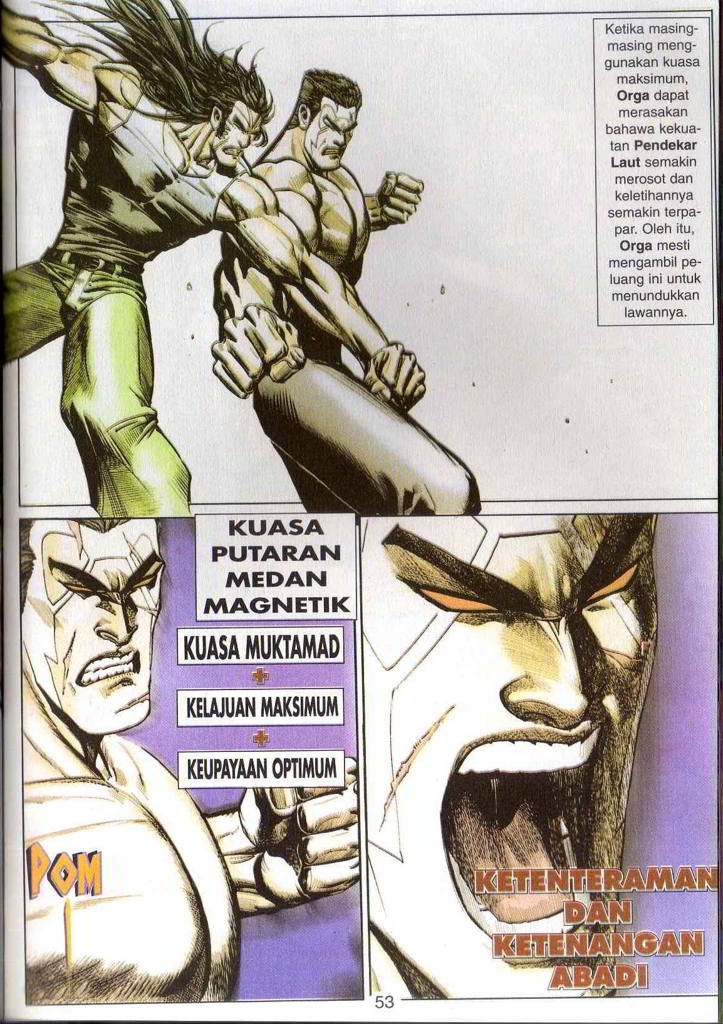 Ketika masing-
masing meng-
gunakan kuasa
maksimum,
Orga dapat
merasakan
bahawa kekua-
tan Pendekar
Laut semakin
merosot dan
keletihannya
semakin terpa-
par. Oleh itu,
Orga mesti
mengambil pe-
luang ini untuk
menundukkan
lawannya.
KUASA
PUTARAN
MEDAN
MAGNETIK
KUASA MUKTAMAD
+
KELAJUAN MAKSIMUM
+
KEUPAYAAN OPTIMUM
POM
!
KETENTERAMAN
DAN
KETENANGAN
ABADI
53